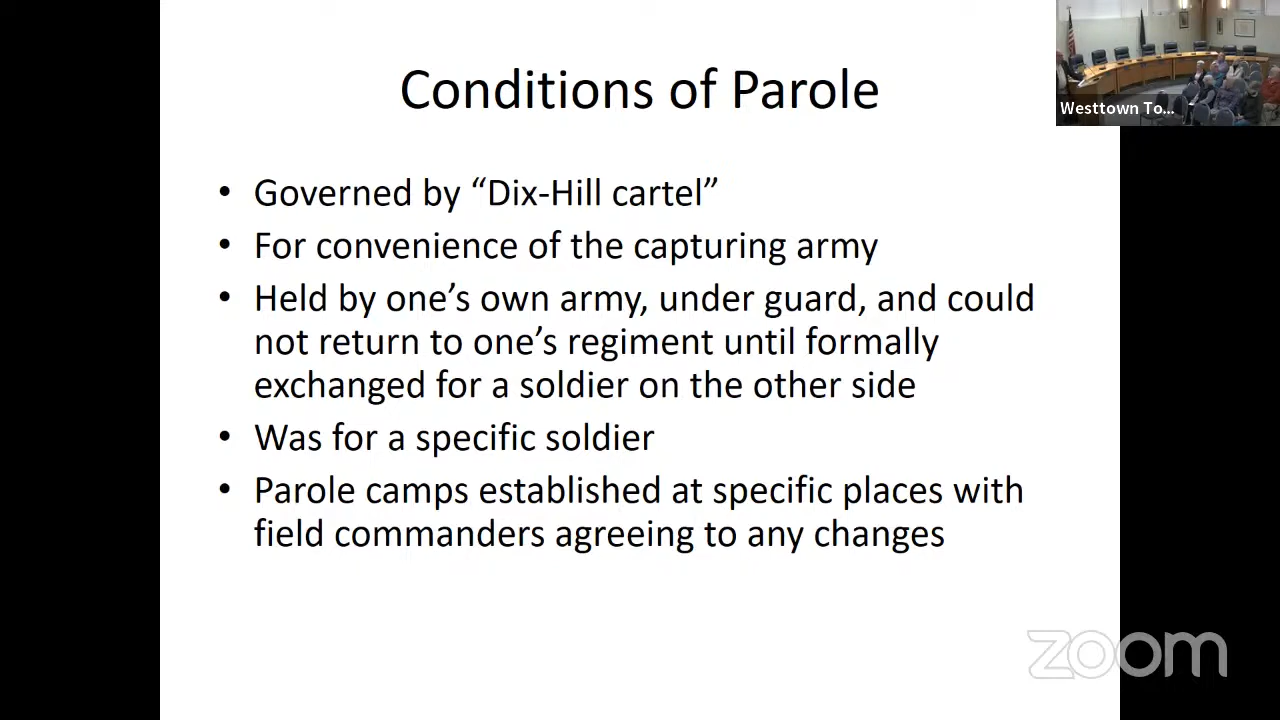 Conditions of Parole
Westtown To...
• Governed by “Dix-Hill cartel”
• For convenience of the capturing army
• Held by one’s own army, under guard, and could
not return to one’s regiment until formally
exchanged for a soldier on the other side
• Was for a specific soldier
• Parole camps established at specific places with
field commanders agreeing to any changes
zoom